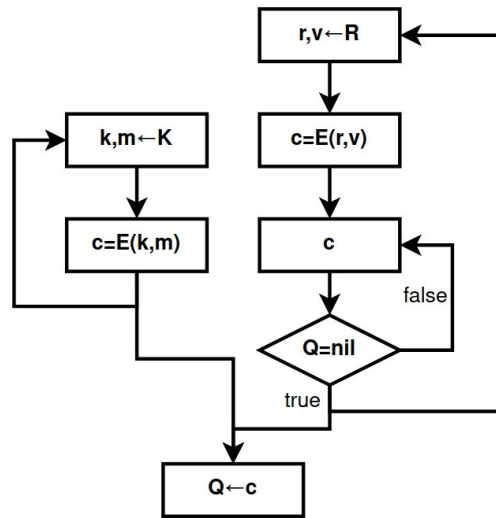 r,v←R
k,m←K
c=E(r,v)
c=E(k,m)
c
false
Q=nil
true
Q←c